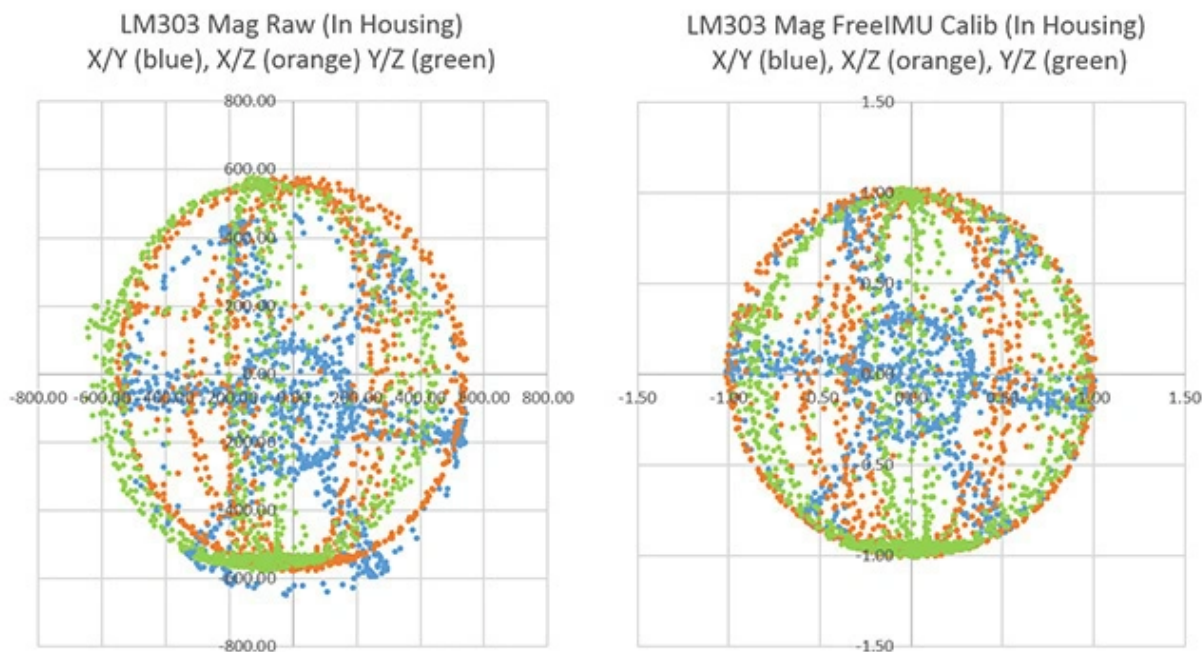 LM303 Mag Raw (In Housing)
X/Y (blue), X/Z (orange) Y/Z (green)
800.00
600.00
400.00
200.00
0.00
-800.00 -600.00 -400.00 -200.00 0.00 200.00 400.00 600.00 800.00
-200.00
-400.00
-600.00
-800.00
LM303 Mag FreeIMU Calib (In Housing)
X/Y (blue), X/Z (orange), Y/Z (green)
1.50
1.00
0.50
0.00
-1.50 -1.00 -0.50 0.00 0.50 1.00 1.50
-0.50
-1.00
-1.50